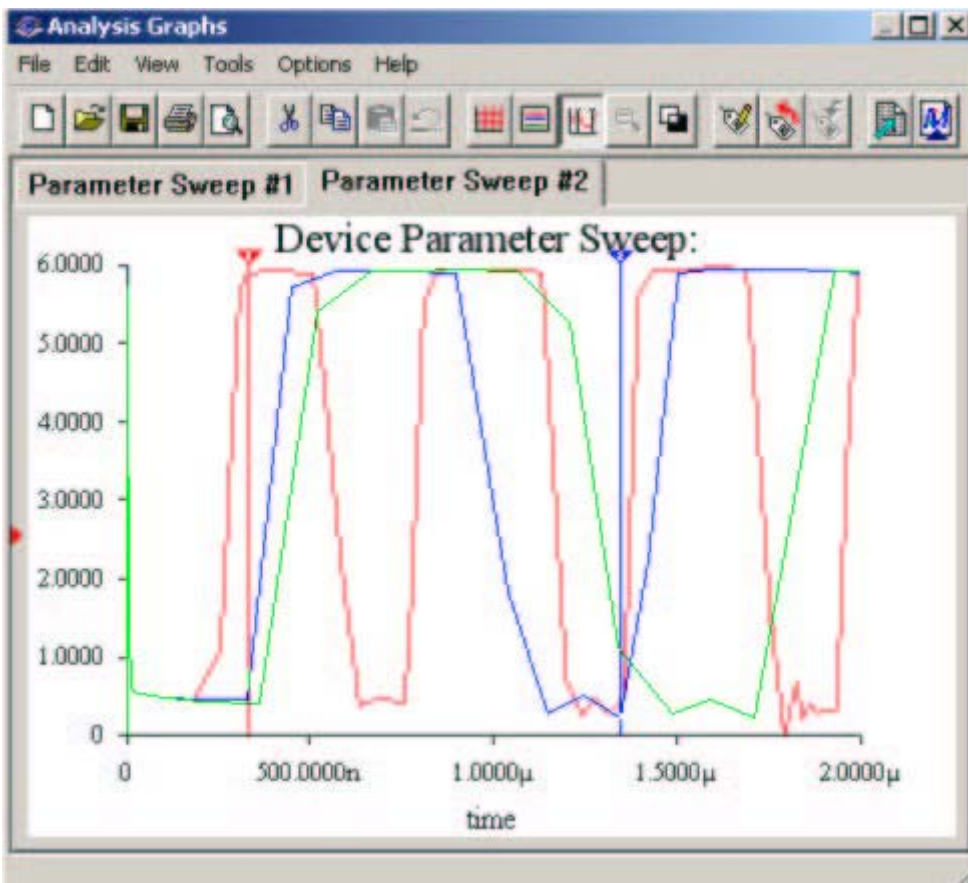 Analysis Graphs
File Edit View Tools Options Help
Parameter Sweep #1 Parameter Sweep #2
Device Parameter Sweep:
6.0000
5.0000
4.0000
3.0000
2.0000
1.0000
0
0 500.0000n 1.0000µ 1.5000µ 2.0000µ
time